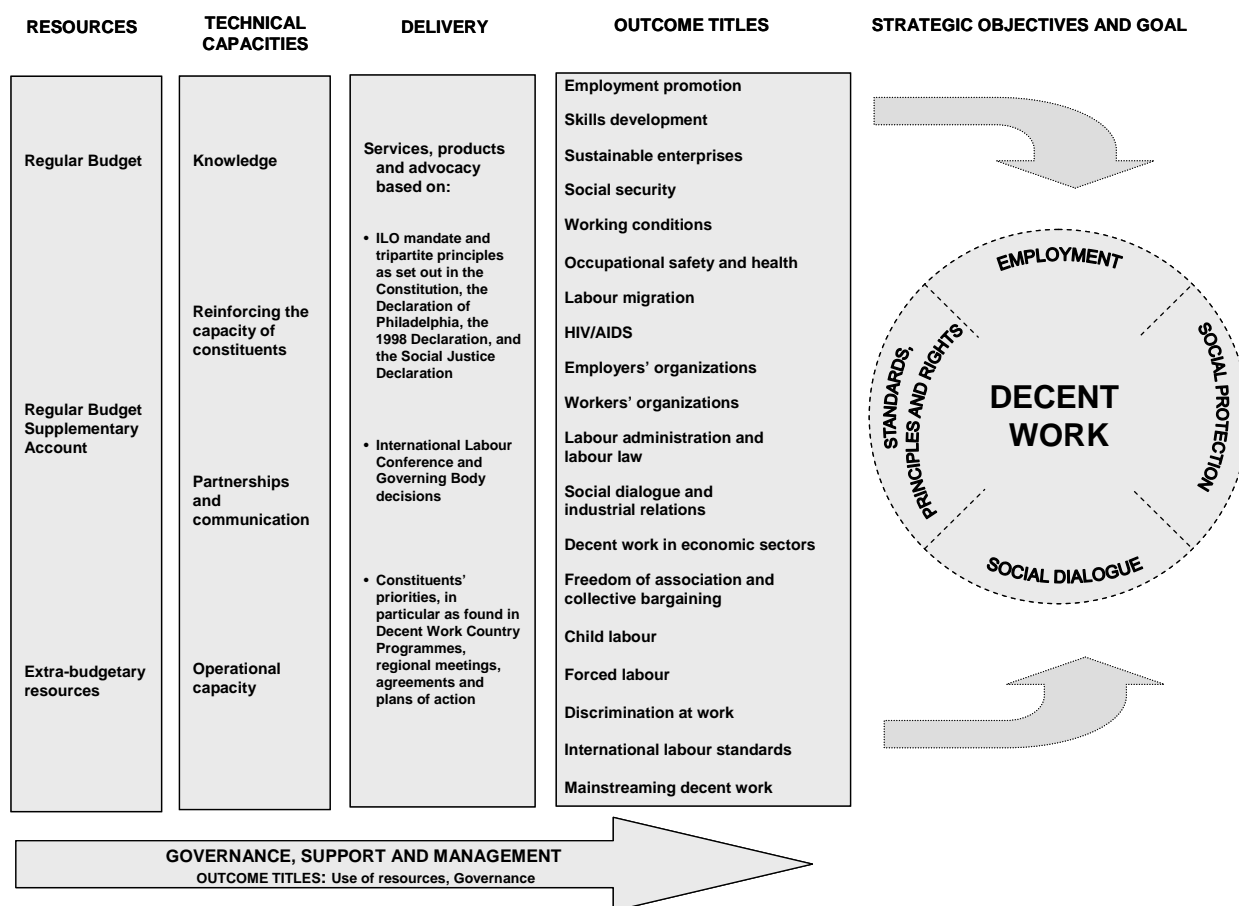 RESOURCES
TECHNICAL
CAPACITIES
DELIVERY
OUTCOME TITLES
STRATEGIC OBJECTIVES AND GOAL
Regular Budget
Regular Budget
Supplementary
Account
Extra-budgetary
resources
Knowledge
Reinforcing the
capacity of
constituents
Partnerships
and
communication
Operational
capacity
Services, products
and advocacy
based on:
• ILO mandate and
tripartite principles
as set out in the
Constitution, the
Declaration of
Philadelphia, the
1998 Declaration, and
the Social Justice
Declaration
• International Labour
Conference and
Governing Body
decisions
• Constituents'
priorities, in
particular as found in
Decent Work Country
Programmes,
regional meetings,
agreements and
plans of action
Employment promotion
Skills development
Sustainable enterprises
Social security
Working conditions
Occupational safety and health
Labour migration
HIV/AIDS
Employers' organizations
Workers' organizations
Labour administration and
labour law
Social dialogue and
industrial relations
Decent work in economic sectors
Freedom of association and
collective bargaining
Child labour
Forced labour
Discrimination at work
International labour standards
Mainstreaming decent work
EMPLOYMENT
STANDARDS,
PRINCIPLES AND RIGHTS
DECENT
WORK
SOCIAL PROTECTION
SOCIAL DIALOGUE
GOVERNANCE, SUPPORT AND MANAGEMENT
OUTCOME TITLES: Use of resources, Governance